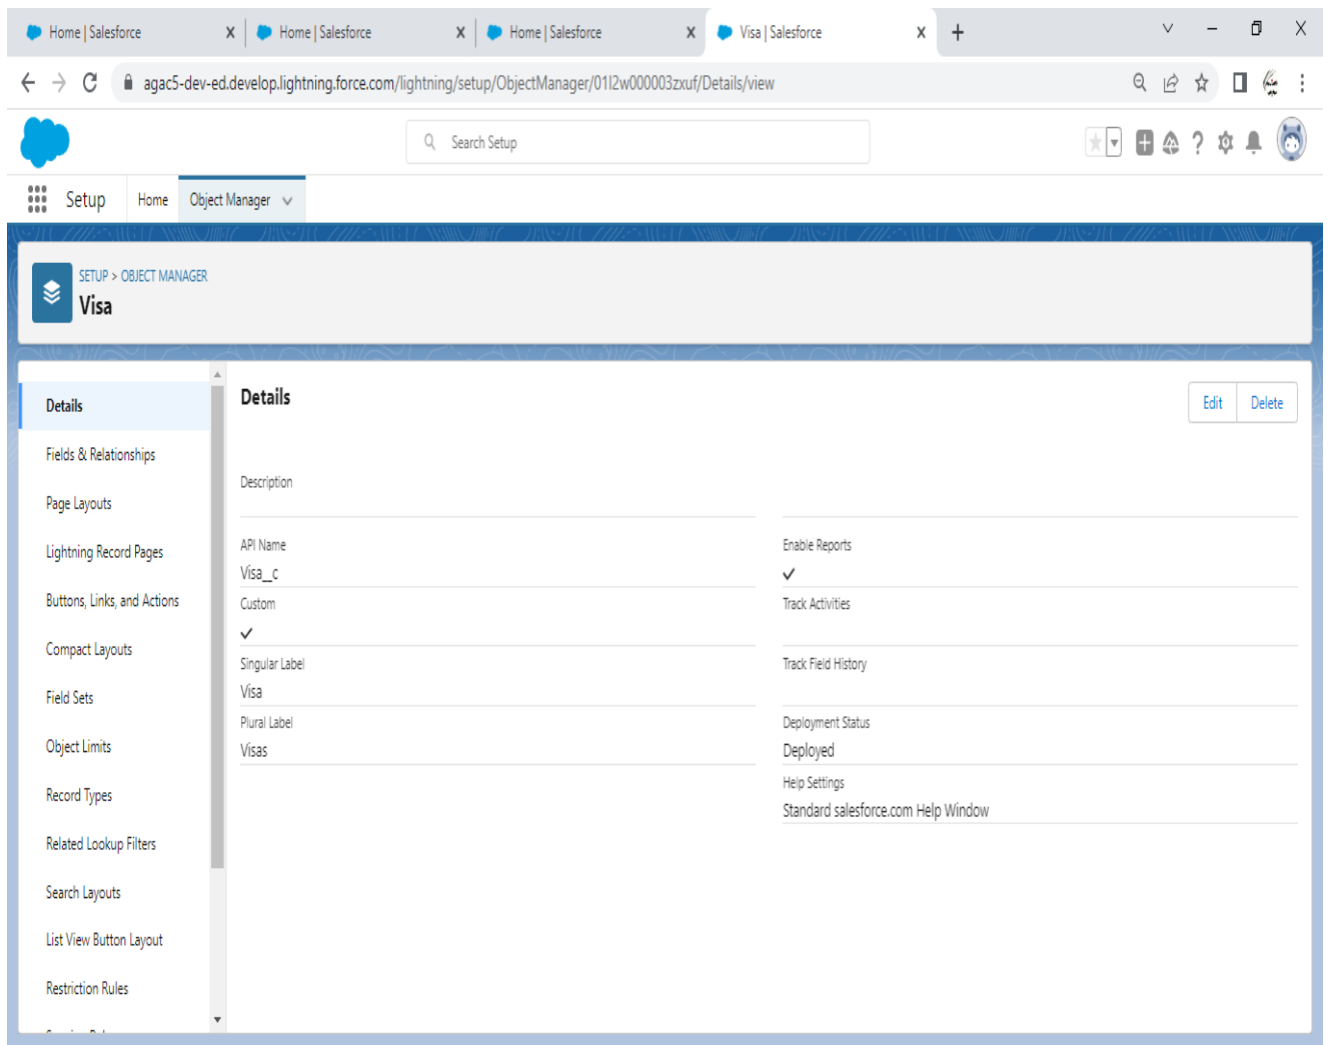 Home | Salesforce
Home | Salesforce
Home | Salesforce
Visa | Salesforce
agac5-dev-ed.develop.lightning.force.com/lightning/setup/ObjectManager/01I2w000003zxuf/Details/view
Search Setup
Setup
Home
Object Manager
SETUP > OBJECT MANAGER
Visa
Details
Fields & Relationships
Page Layouts
Lightning Record Pages
Buttons, Links, and Actions
Compact Layouts
Field Sets
Object Limits
Record Types
Related Lookup Filters
Search Layouts
List View Button Layout
Restriction Rules
Details
Edit
Delete
Description
API Name
Visa__c
Custom
Singular Label
Visa
Plural Label
Visas
Enable Reports
Track Activities
Track Field History
Deployment Status
Deployed
Help Settings
Standard salesforce.com Help Window